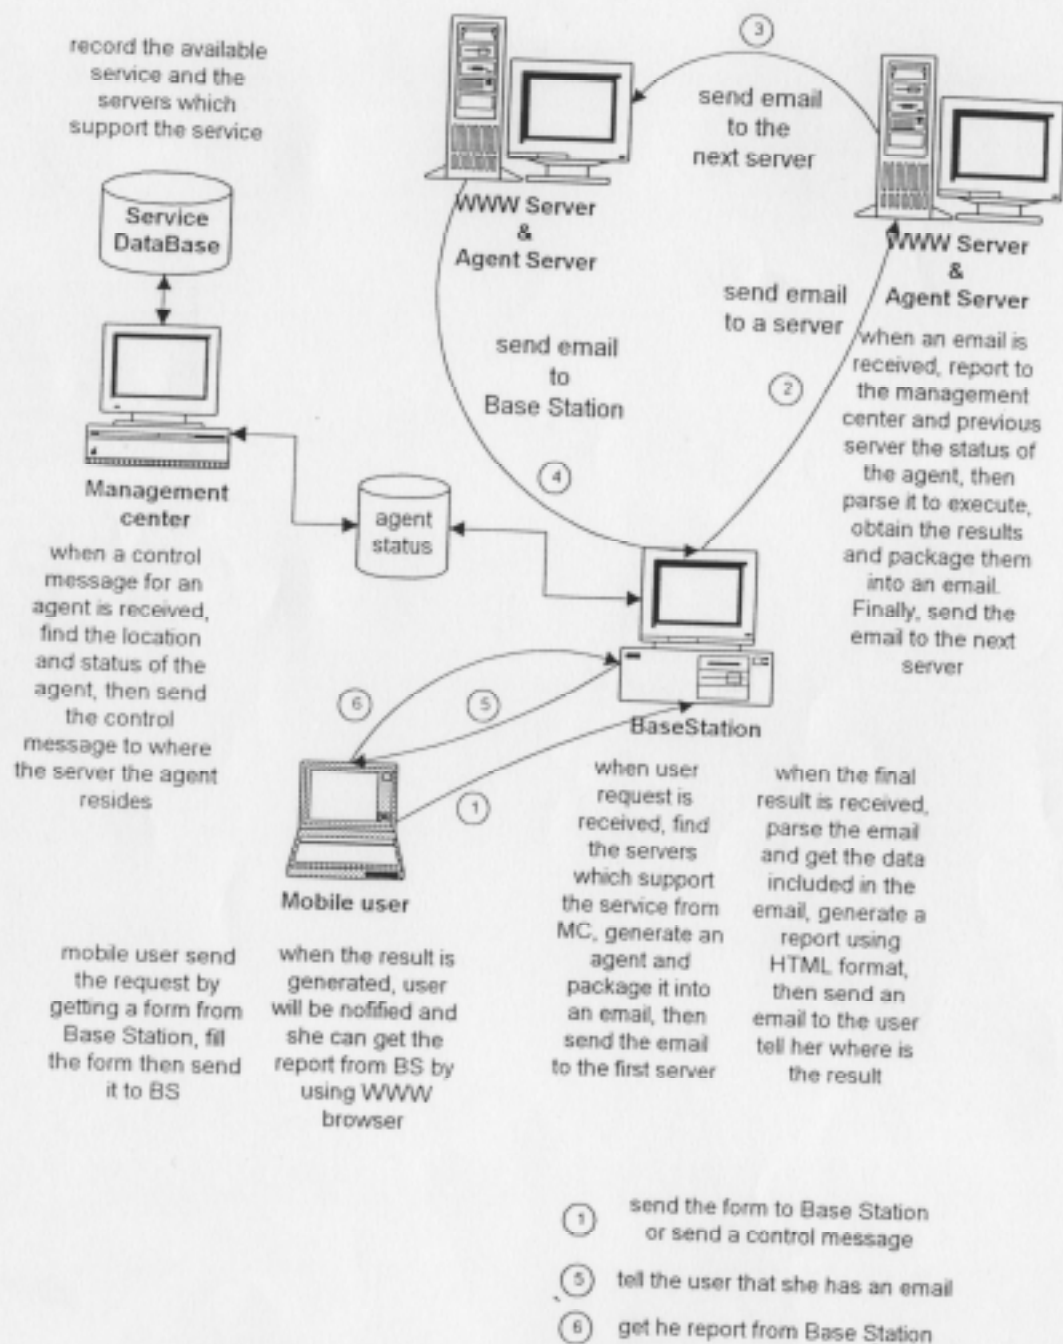 record the available
service and the
servers which
support the service
Service
DataBase
Management
center
when a control
message for an
agent is received,
find the location
and status of the
agent, then send
the control
message to where
the server the agent
resides
agent
status
WWW Server
&
Agent Server
3
send email
to the
next server
WWW Server
&
Agent Server
send email
to a server
2
when an email is
received, report to
the management
center and previous
server the status of
the agent, then
parse it to execute,
obtain the results
and package them
into an email.
Finally, send the
email to the next
server
send email
to
Base Station
4
6
5
1
BaseStation
when user
request is
received, find
the servers
which support
the service from
MC, generate an
agent and
package it into
an email, then
send the email
to the first server
when the final
result is received,
parse the email
and get the data
included in the
email, generate a
report using
HTML format,
then send an
email to the user
tell her where is
the result
Mobile user
mobile user send
the request by
getting a form from
Base Station, fill
the form then send
it to BS
when the result is
generated, user
will be nofified and
she can get the
report from BS by
using WWW
browser
1 send the form to Base Station
or send a control message
5 tell the user that she has an email
6 get he report from Base Station